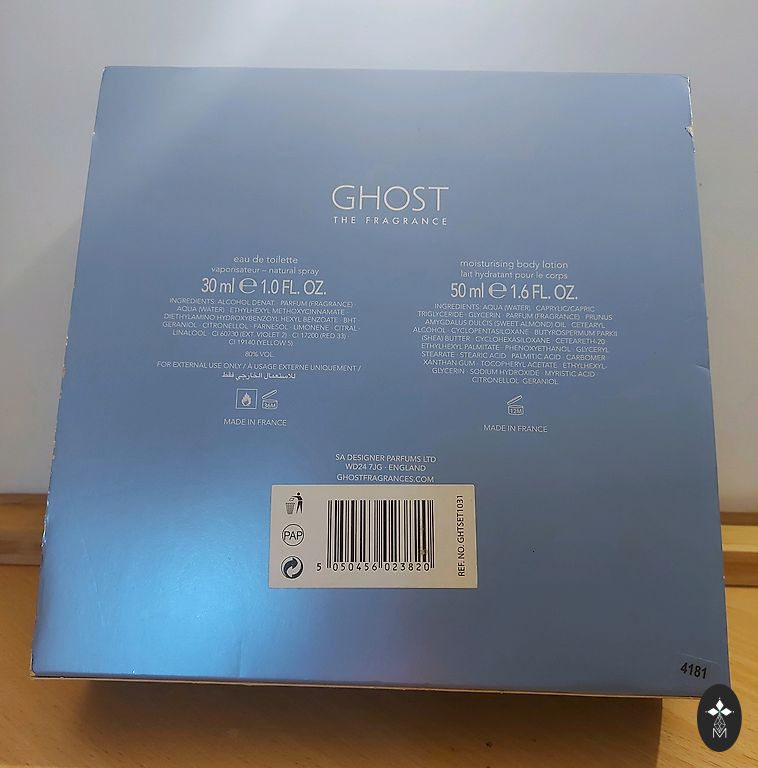 GHOST
THE FRAGRANCE
eau de toilette
vaporisateur – natural spray
30 ml ℮ 1.0 FL. OZ.
INGREDIENTS: ALCOHOL DENAT. · PARFUM (FRAGRANCE) ·
AQUA (WATER) · ETHYLHEXYL METHOXYCINNAMATE ·
DIETHYLAMINO HYDROXYBENZOYL HEXYL BENZOATE · BHT ·
GERANIOL · CITRONELLOL · FARNESOL · LIMONENE · CITRAL ·
LINALOOL · CI 60730 (EXT. VIOLET 2) · CI 17200 (RED 33)
CI 19140 (YELLOW 5)
80% VOL.
FOR EXTERNAL USE ONLY / À USAGE EXTERNE UNIQUEMENT /
للاستعمال الخارجي فقط
36M
MADE IN FRANCE
moisturising body lotion
lait hydratant pour le corps
50 ml ℮ 1.6 FL. OZ.
INGREDIENTS: AQUA (WATER) · CAPRYLIC/CAPRIC
TRIGLYCERIDE · GLYCERIN · PARFUM (FRAGRANCE) · PRUNUS
AMYGDALUS DULCIS (SWEET ALMOND) OIL · CETEARYL
ALCOHOL · CYCLOPENTASILOXANE · BUTYROSPERMUM PARKII
(SHEA) BUTTER · CYCLOHEXASILOXANE · CETEARETH-20
ETHYLHEXYL PALMITATE · PHENOXYETHANOL · GLYCERYL
STEARATE · STEARIC ACID · PALMITIC ACID · CARBOMER ·
XANTHAN GUM · TOCOPHERYL ACETATE · ETHYLHEXYL-
GLYCERIN · SODIUM HYDROXIDE · MYRISTIC ACID ·
CITRONELLOL · GERANIOL
12M
MADE IN FRANCE
SA DESIGNER PARFUMS LTD
WD24 7JG · ENGLAND
GHOSTFRAGRANCES.COM
PAP
5 050456 023820
REF. NO. GHTSET1031
4181
M